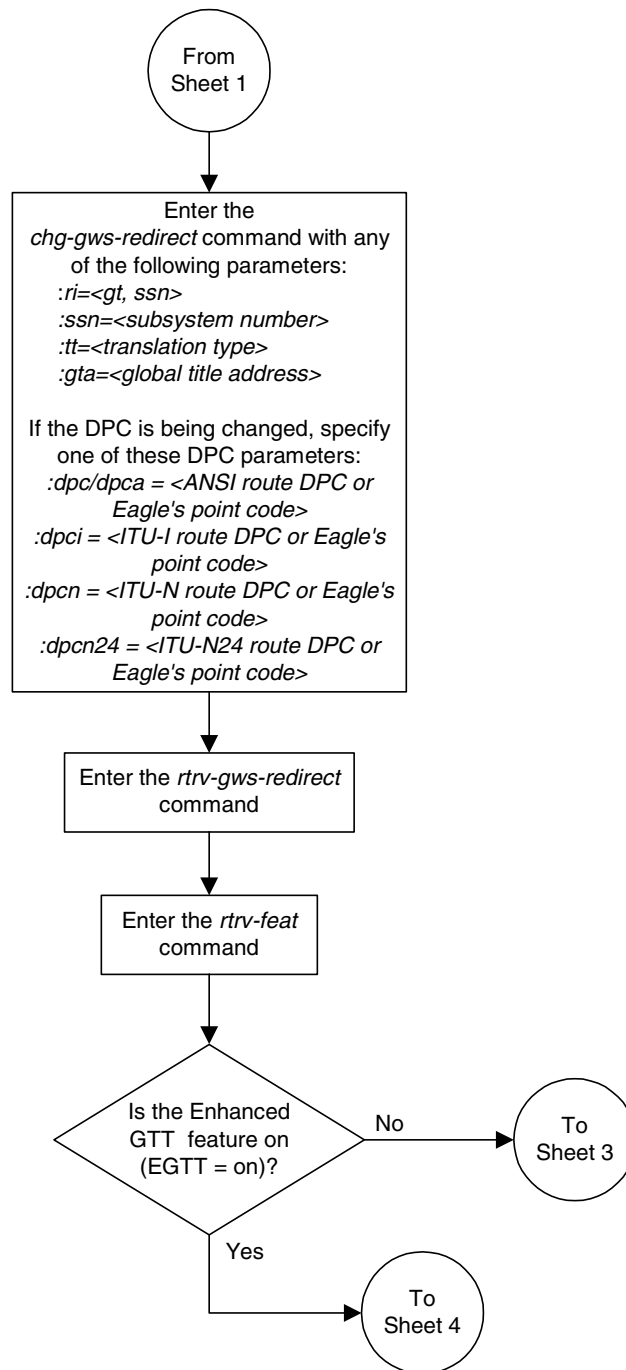 From
Sheet 1
Enter the
chg-gws-redirect command with any
of the following parameters:
:ri=<gt, ssn>
:ssn=<subsystem number>
:tt=<translation type>
:gta=<global title address>
If the DPC is being changed, specify
one of these DPC parameters:
:dpc/dpca = <ANSI route DPC or
Eagle's point code>
:dpci = <ITU-I route DPC or Eagle's
point code>
:dpcn = <ITU-N route DPC or Eagle's
point code>
:dpcn24 = <ITU-N24 route DPC or
Eagle's point code>
Enter the rtrv-gws-redirect
command
Enter the rtrv-feat
command
Is the Enhanced
GTT feature on
(EGTT = on)?
No
To
Sheet 3
Yes
To
Sheet 4